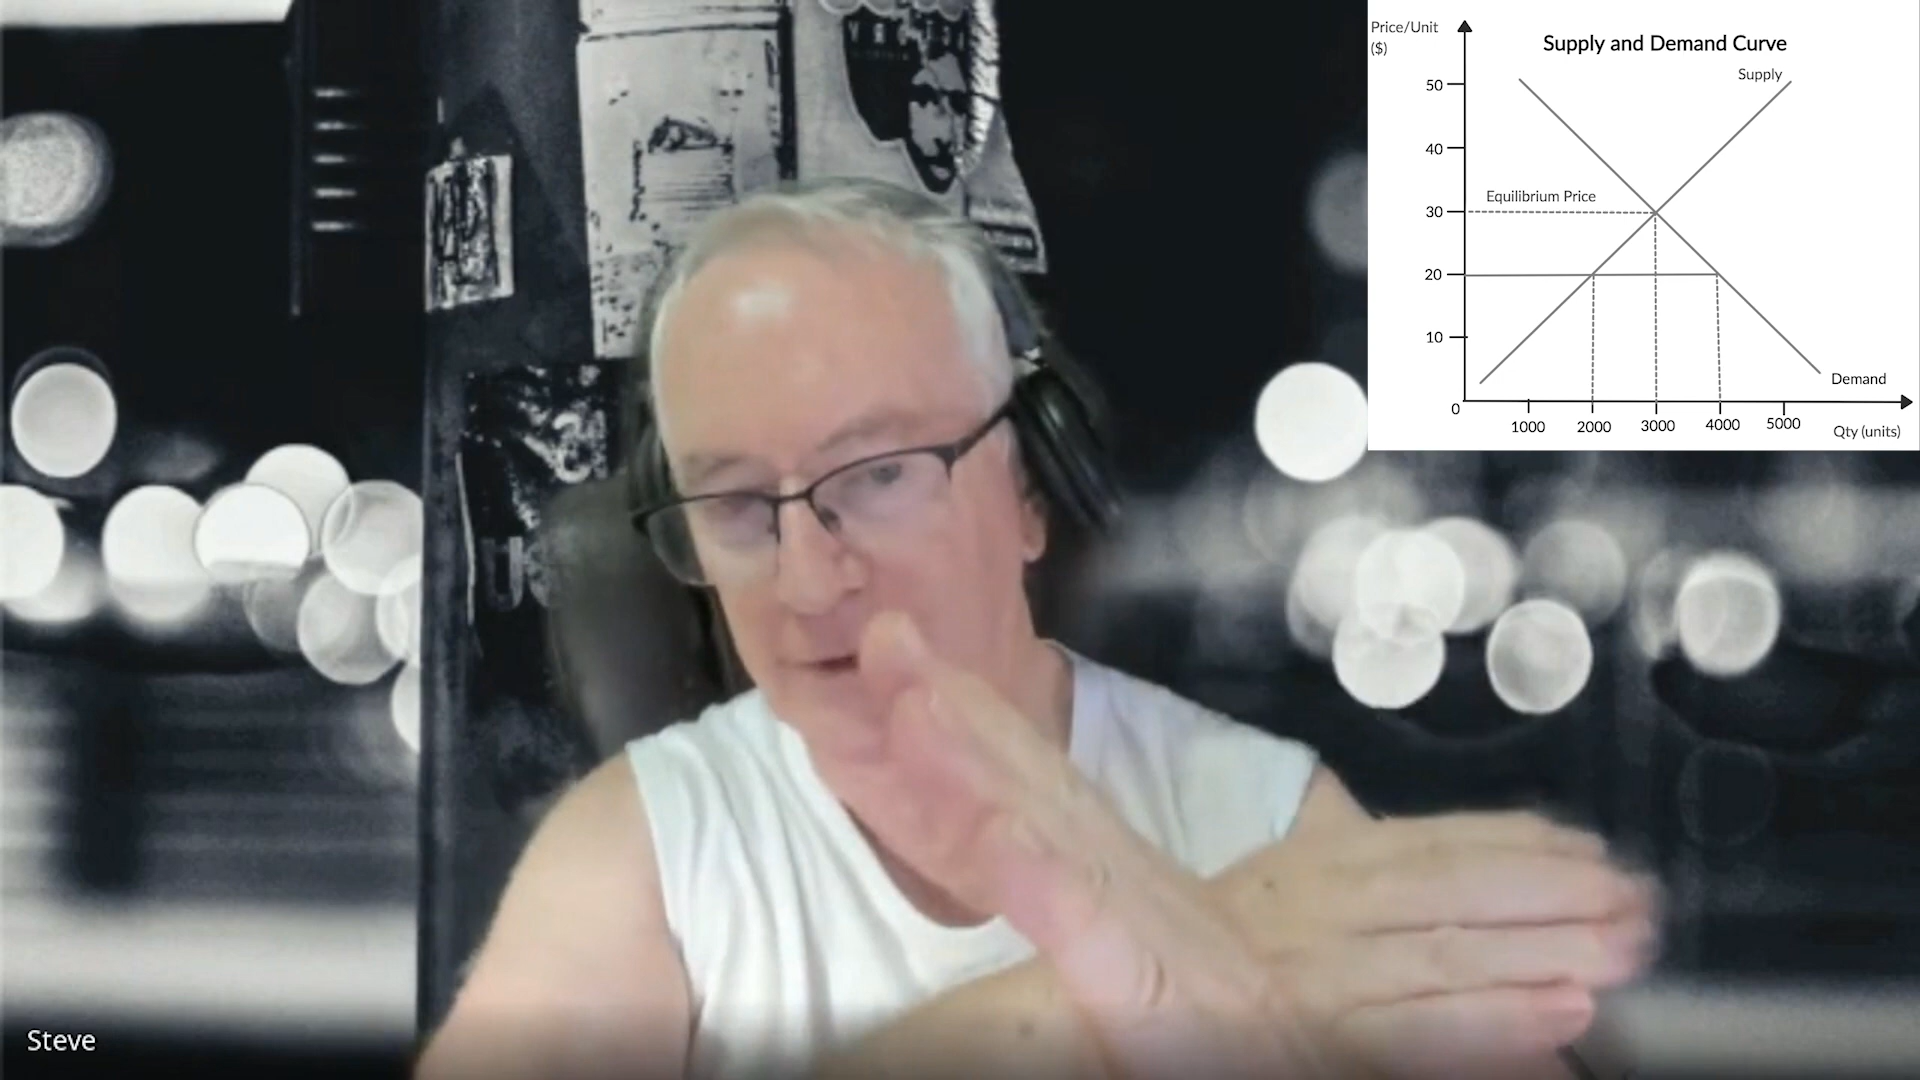 Price/Unit
($)
Supply and Demand Curve
Supply
50
40
Equilibrium Price
30
20
10
Demand
0
1000 2000 3000 4000 5000
Qty (units)
Steve